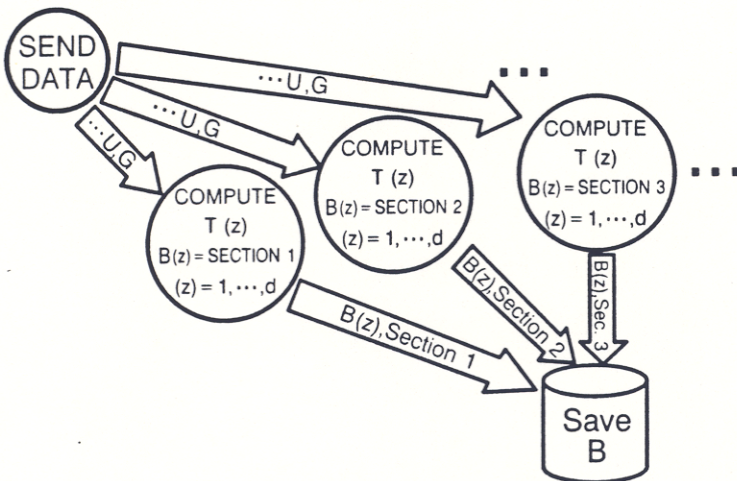 SEND
DATA
...U,G
...U,G
...U,G
...
COMPUTE
T (z)
B(z) = SECTION 1
(z) = 1,...,d
COMPUTE
T (z)
B(z) = SECTION 2
(z) = 1,...,d
COMPUTE
T (z)
B(z) = SECTION 3
(z) = 1,...,d
...
B(z),Section 1
B(z),Section 2
B(z),Sec. 3
Save
B